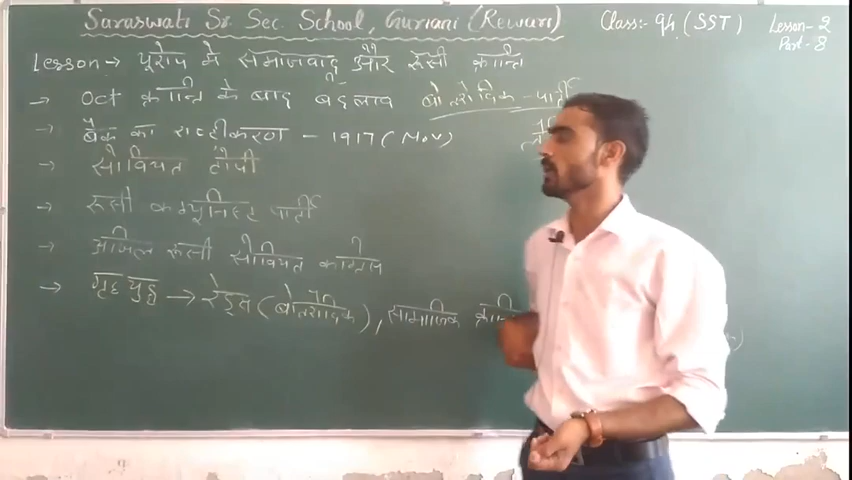 Saraswati Sr. Sec. School, Guriani (Rewari)
Class:- 9th (SST)
Lesson-2
Part-8
Lesson → यूरोप में समाजवाद और रूसी क्रान्ति
→ Oct क्रान्ति के बाद बदलाव बोल्शेविक-पार्टी
→ बैंक का राष्ट्रीकरण - 1917 (Nov)
→ सोवियत टोपी
→ रूसी कम्युनिस्ट पार्टी
→ अखिल रूसी सोवियत कांग्रेस
→ गृह युद्ध → रेड्स (बोल्शेविक), सामाजिक